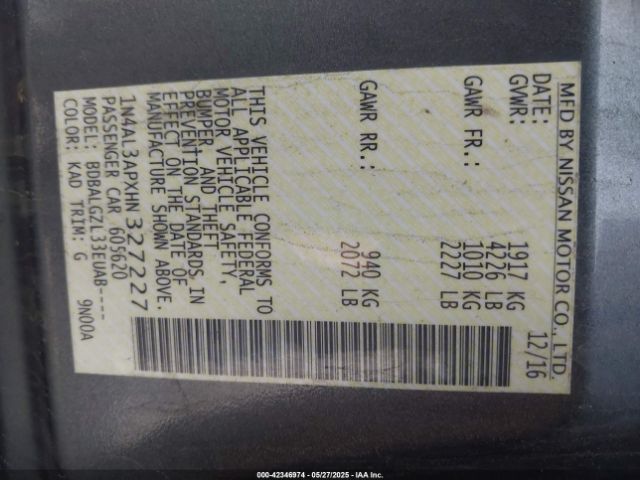 MFD BY NISSAN MOTOR CO., LTD.
DATE: 12/16
GVWR: 1917 KG
4226 LB
GAWR FR.: 1010 KG
2227 LB
GAWR RR.: 940 KG
2072 LB
THIS VEHICLE CONFORMS TO
ALL APPLICABLE FEDERAL
MOTOR VEHICLE SAFETY,
BUMPER, AND THEFT
PREVENTION STANDARDS IN
EFFECT ON THE DATE OF
MANUFACTURE SHOWN ABOVE.
1N4AL3APXHN327227
PASSENGER CAR 605620
MODEL: BDBALGZL33EUAB----
COLOR: KAD TRIM: G 9N00A
000-42346974 - 05/27/2025 - IAA Inc.